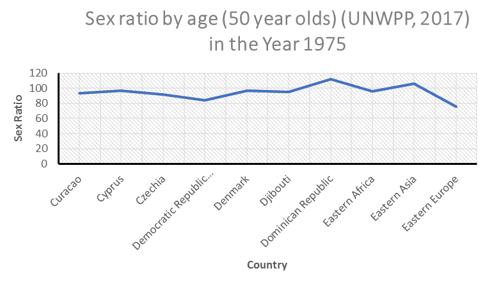 Sex ratio by age (50 year olds) (UNWPP, 2017)
in the Year 1975
Sex Ratio
120
100
80
60
40
20
0
Curacao
Cyprus
Czechia
Democratic Republic...
Denmark
Djibouti
Dominican Republic
Eastern Africa
Eastern Asia
Eastern Europe
Country